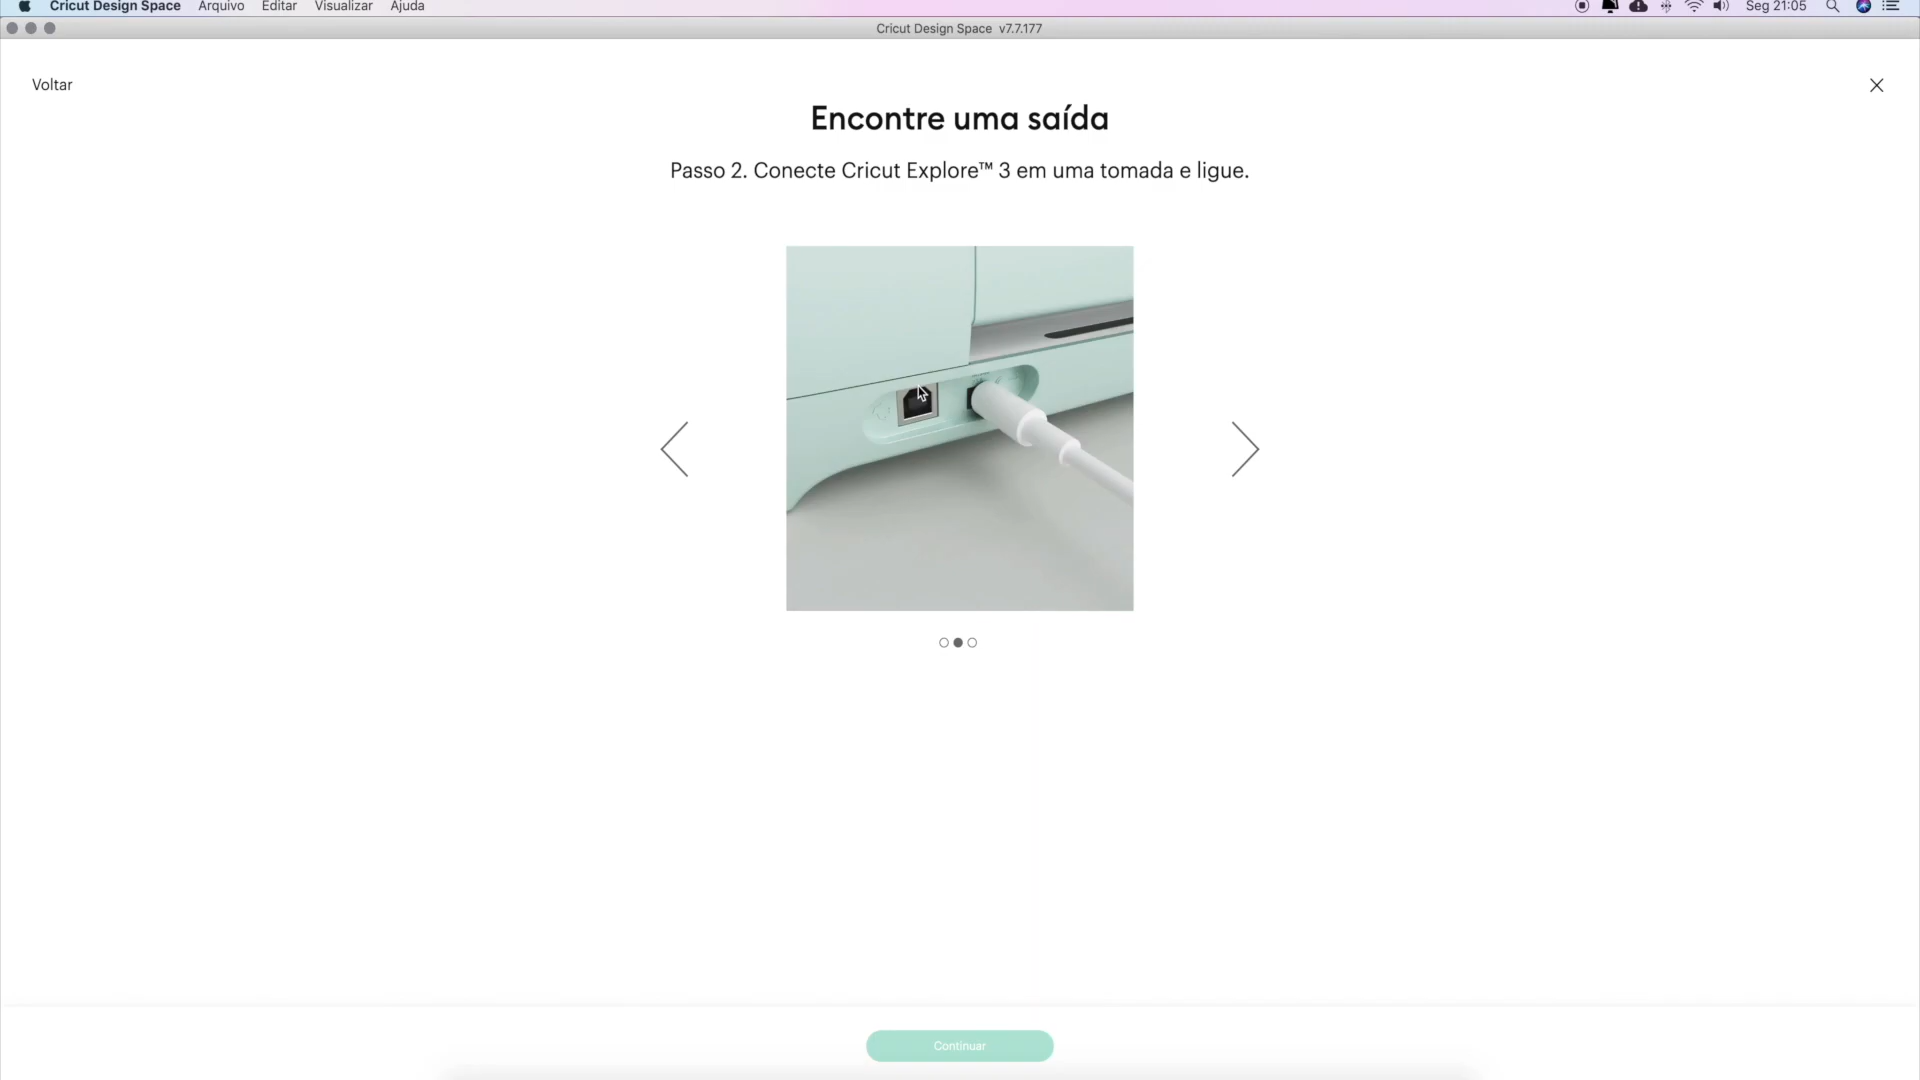 Cricut Design Space Arquivo Editar Visualizar Ajuda Seg 21:05
Cricut Design Space v7.7.177
Voltar
Encontre uma saída
Passo 2. Conecte Cricut Explore™ 3 em uma tomada e ligue.
Continuar